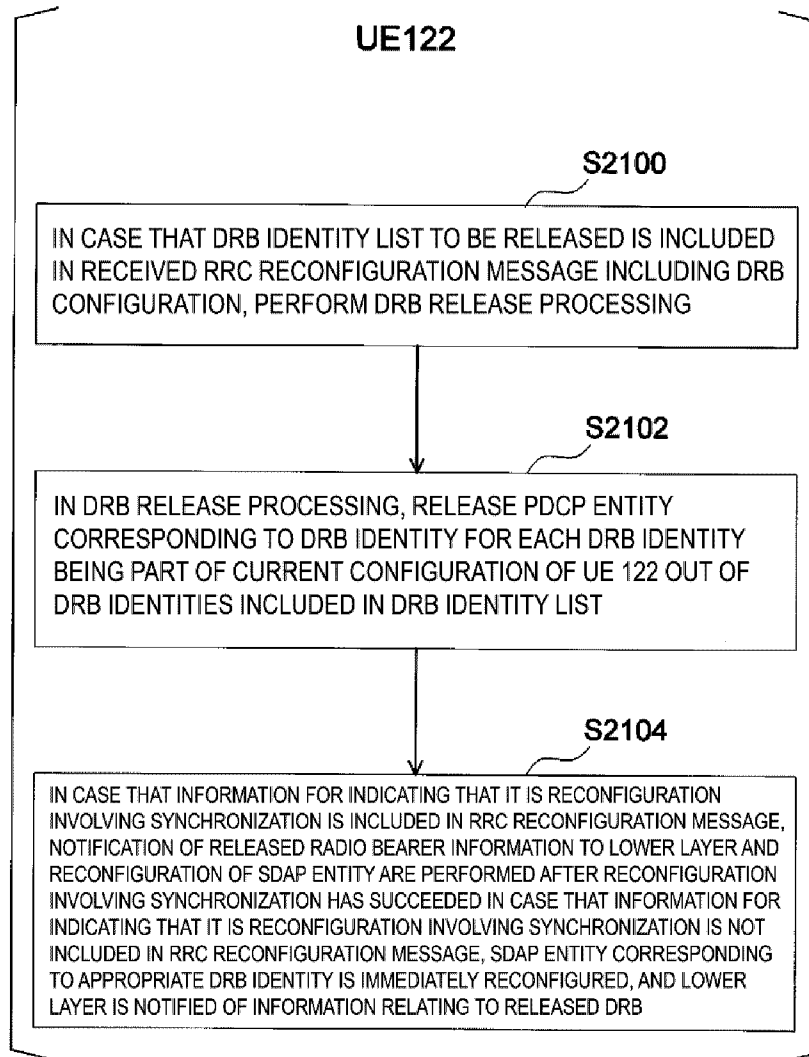 UE122
S2100
IN CASE THAT DRB IDENTITY LIST TO BE RELEASED IS INCLUDED
IN RECEIVED RRC RECONFIGURATION MESSAGE INCLUDING DRB
CONFIGURATION, PERFORM DRB RELEASE PROCESSING
S2102
IN DRB RELEASE PROCESSING, RELEASE PDCP ENTITY
CORRESPONDING TO DRB IDENTITY FOR EACH DRB IDENTITY
BEING PART OF CURRENT CONFIGURATION OF UE 122 OUT OF
DRB IDENTITIES INCLUDED IN DRB IDENTITY LIST
S2104
IN CASE THAT INFORMATION FOR INDICATING THAT IT IS RECONFIGURATION
INVOLVING SYNCHRONIZATION IS INCLUDED IN RRC RECONFIGURATION MESSAGE,
NOTIFICATION OF RELEASED RADIO BEARER INFORMATION TO LOWER LAYER AND
RECONFIGURATION OF SDAP ENTITY ARE PERFORMED AFTER RECONFIGURATION
INVOLVING SYNCHRONIZATION HAS SUCCEEDED IN CASE THAT INFORMATION FOR
INDICATING THAT IT IS RECONFIGURATION INVOLVING SYNCHRONIZATION IS NOT
INCLUDED IN RRC RECONFIGURATION MESSAGE, SDAP ENTITY CORRESPONDING
TO APPROPRIATE DRB IDENTITY IS IMMEDIATELY RECONFIGURED, AND LOWER
LAYER IS NOTIFIED OF INFORMATION RELATING TO RELEASED DRB